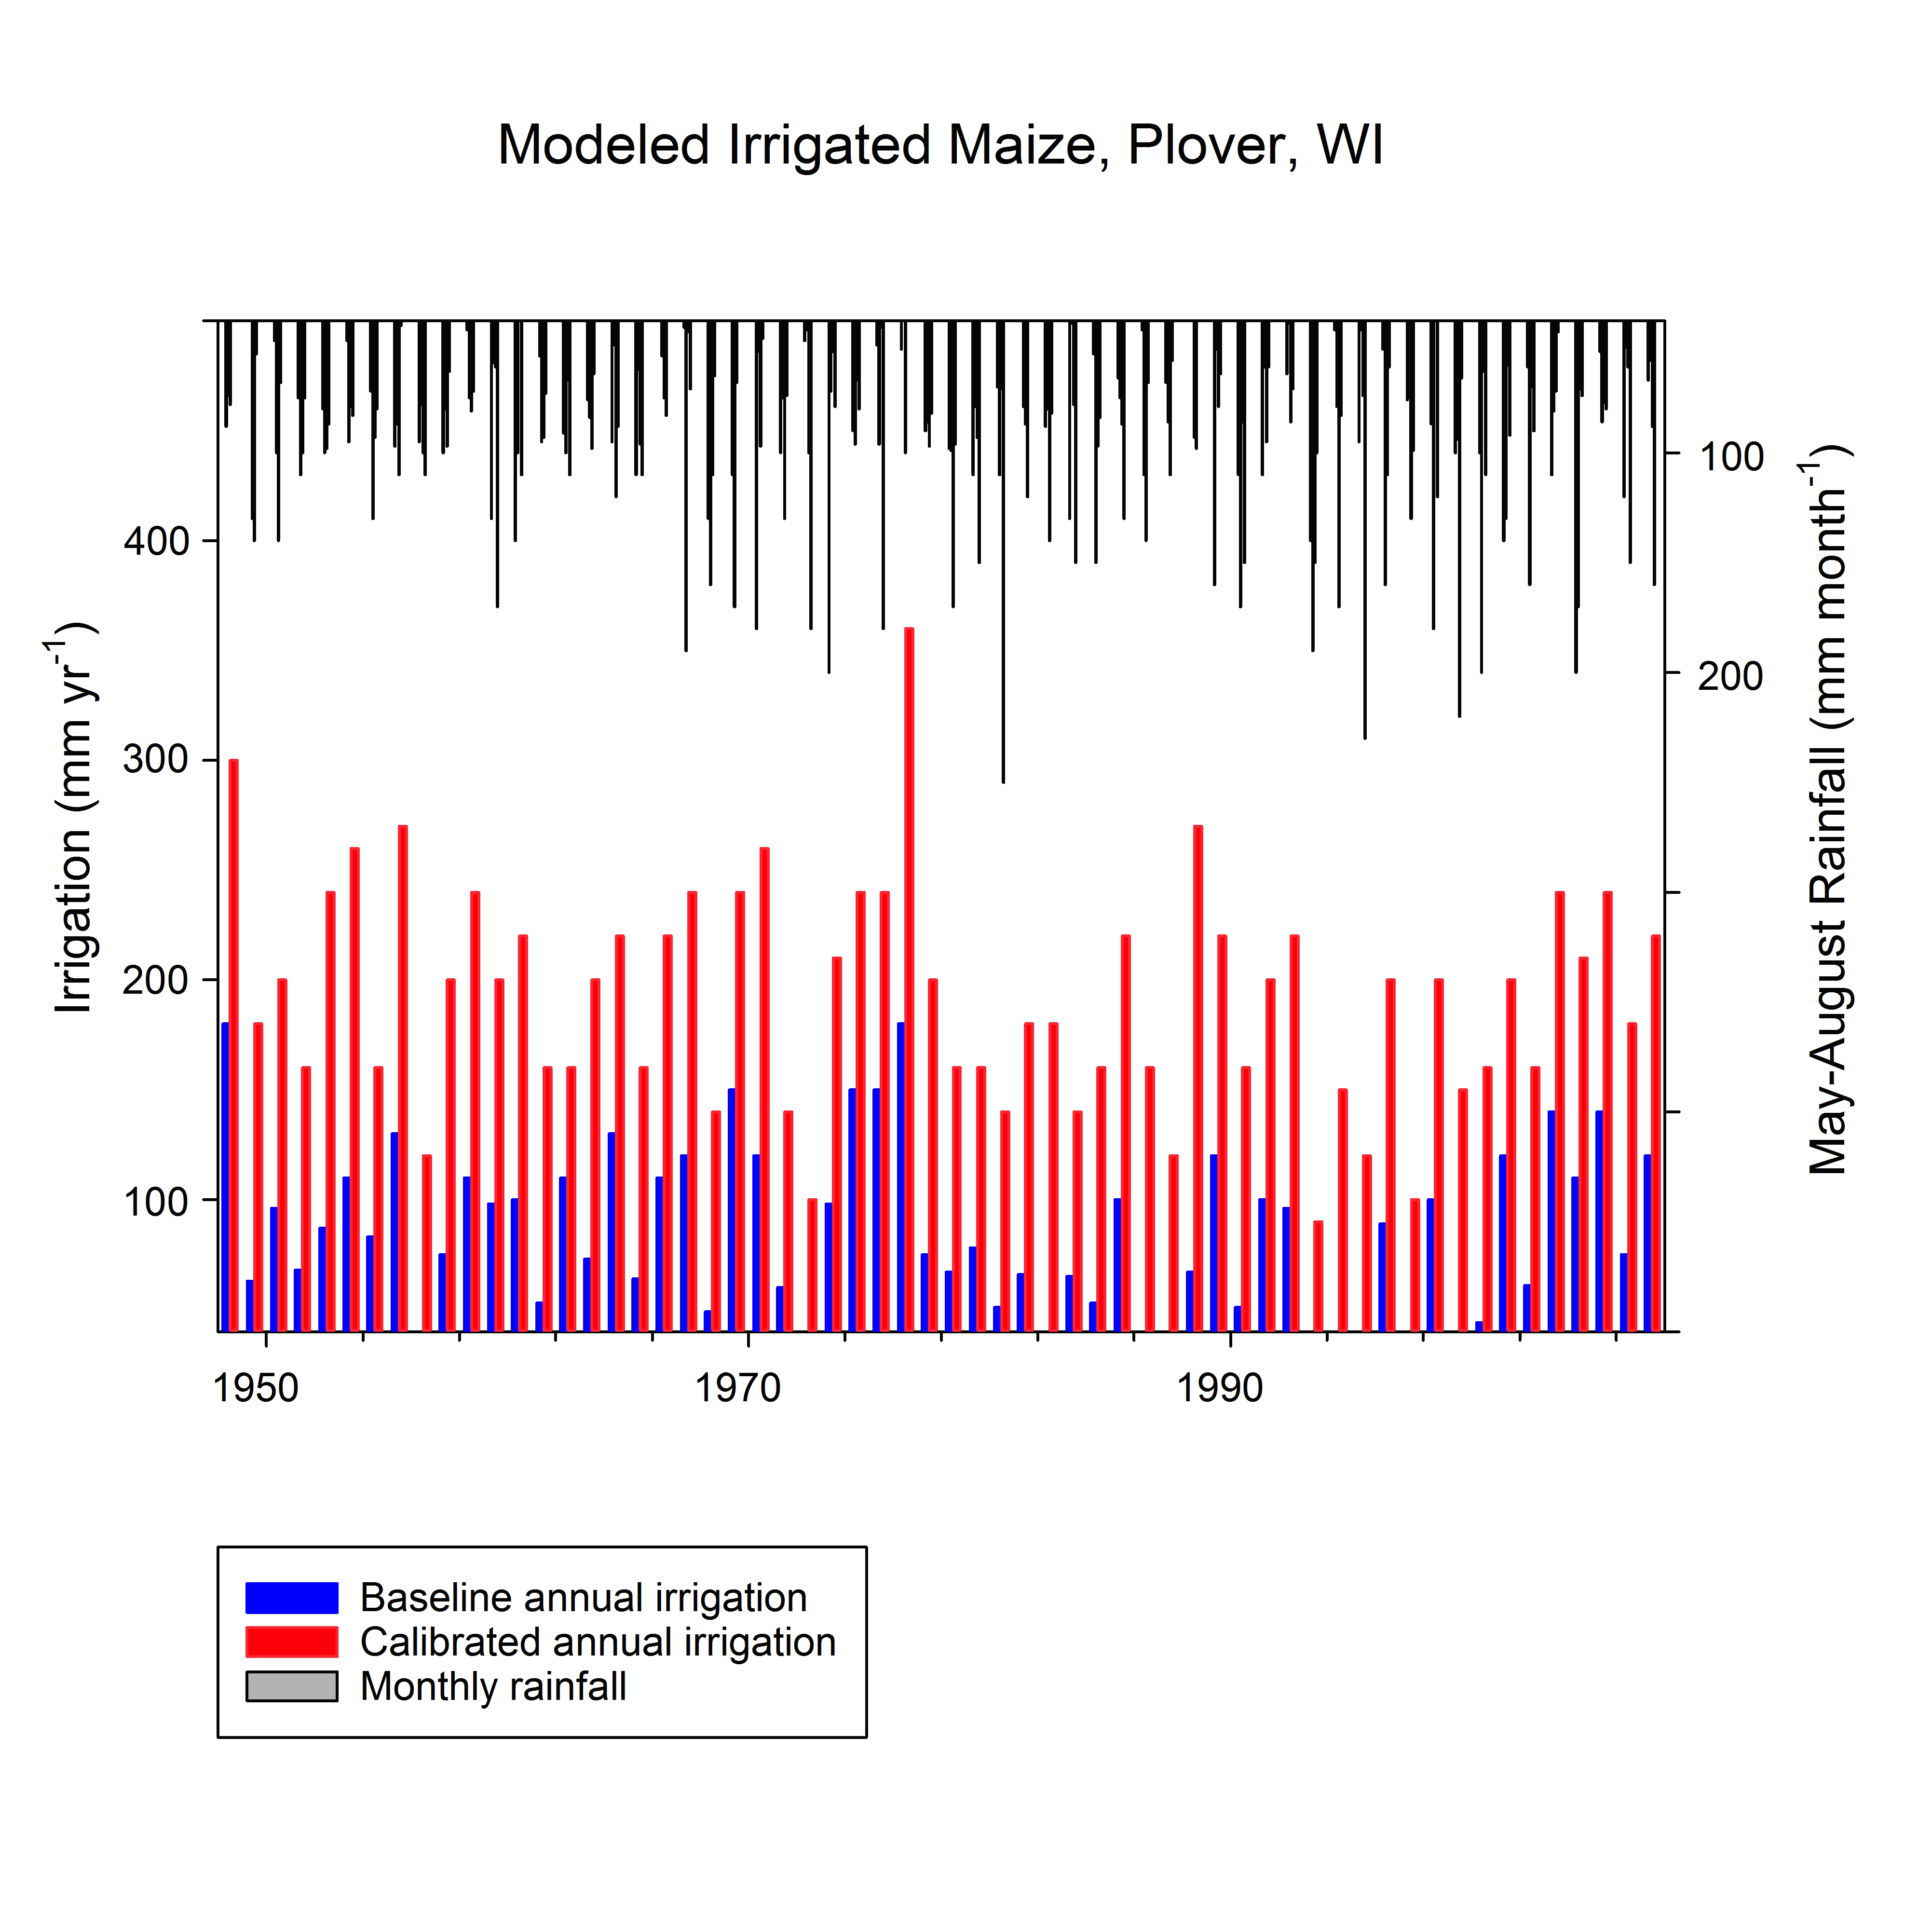 Modeled Irrigated Maize, Plover, WI
Irrigation (mm yr-1)
400
300
200
100
100
200
May-August Rainfall (mm month-1)
1950
1970
1990
Baseline annual irrigation
Calibrated annual irrigation
Monthly rainfall